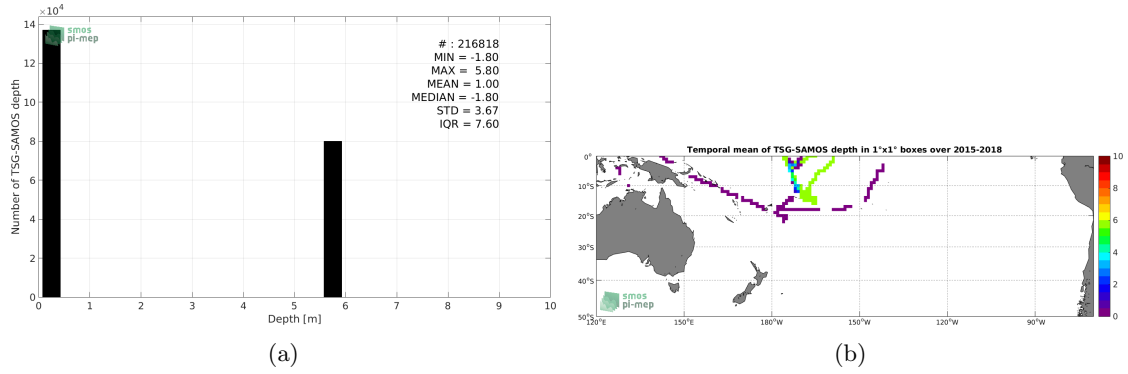 ×10⁴
14
12
10
8
6
4
2
0
Number of TSG-SAMOS depth
0 1 2 3 4 5 6 7 8 9 10
Depth [m]
smos
pi-mep
# : 216818
MIN = -1.80
MAX = 5.80
MEAN = 1.00
MEDIAN = -1.80
STD = 3.67
IQR = 7.60
(a)
Temporal mean of TSG-SAMOS depth in 1°x1° boxes over 2015-2018
0°
10°S
20°S
30°S
40°S
50°S
120°E 150°E 180°W 150°W 120°W 90°W
smos
pi-mep
10
8
6
4
2
0
(b)